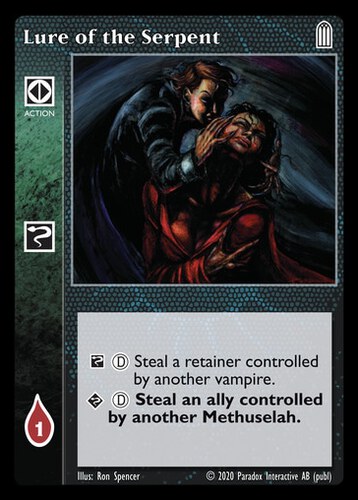 Lure of the Serpent
ACTION
D Steal a retainer controlled
by another vampire.
D Steal an ally controlled
by another Methuselah.
1
Illus: Ron Spencer © 2020 Paradox Interactive AB (publ)